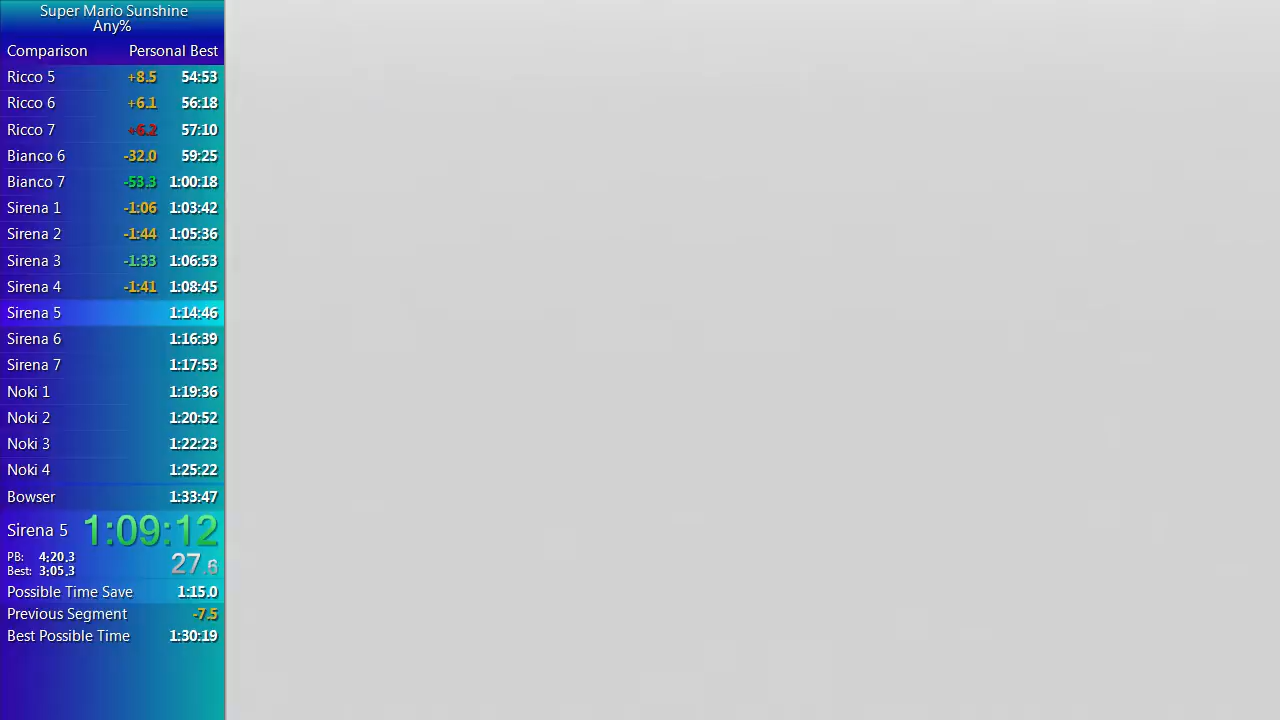 Super Mario Sunshine
Any%
Comparison Personal Best
Ricco 5 +8.5 54:53
Ricco 6 +6.1 56:18
Ricco 7 +6.2 57:10
Bianco 6 -32.0 59:25
Bianco 7 -53.3 1:00:18
Sirena 1 -1:06 1:03:42
Sirena 2 -1:44 1:05:36
Sirena 3 -1:33 1:06:53
Sirena 4 -1:41 1:08:45
Sirena 5 1:14:46
Sirena 6 1:16:39
Sirena 7 1:17:53
Noki 1 1:19:36
Noki 2 1:20:52
Noki 3 1:22:23
Noki 4 1:25:22
Bowser 1:33:47
Sirena 5 1:09:12
PB: 4:20.3 27.6
Best: 3:05.3
Possible Time Save 1:15.0
Previous Segment -7.5
Best Possible Time 1:30:19